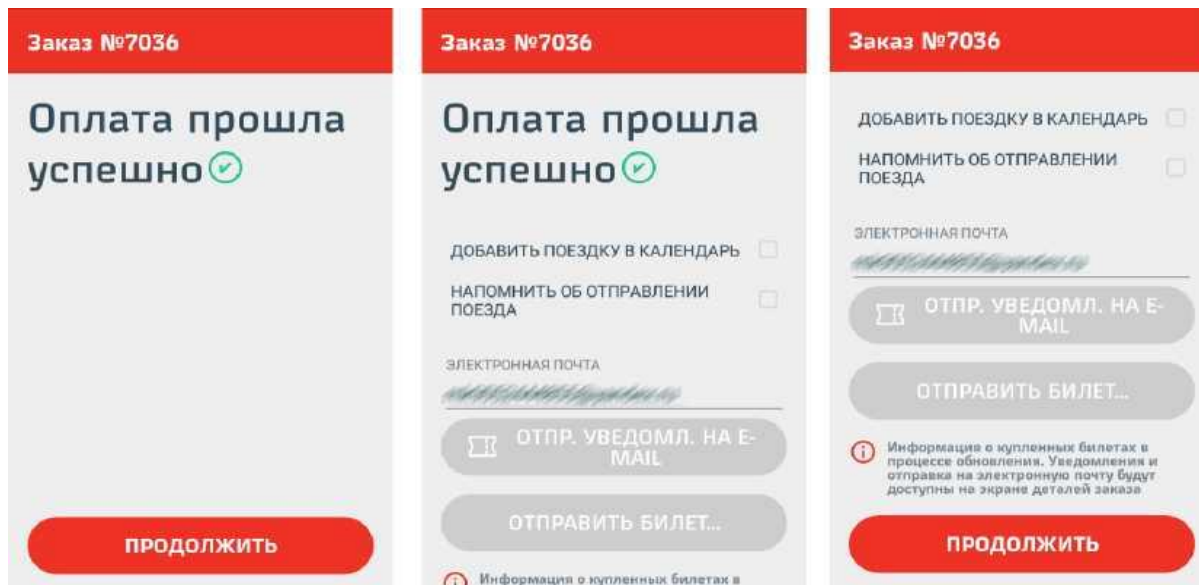 Заказ №7036
Оплата прошла
успешно
ПРОДОЛЖИТЬ
Заказ №7036
Оплата прошла
успешно
ДОБАВИТЬ ПОЕЗДКУ В КАЛЕНДАРЬ
НАПОМНИТЬ ОБ ОТПРАВЛЕНИИ
ПОЕЗДА
ЭЛЕКТРОННАЯ ПОЧТА
ОТПР. УВЕДОМЛ. НА E-
MAIL
ОТПРАВИТЬ БИЛЕТ...
Информация о купленных билетах в
Заказ №7036
ДОБАВИТЬ ПОЕЗДКУ В КАЛЕНДАРЬ
НАПОМНИТЬ ОБ ОТПРАВЛЕНИИ
ПОЕЗДА
ЭЛЕКТРОННАЯ ПОЧТА
ОТПР. УВЕДОМЛ. НА E-
MAIL
ОТПРАВИТЬ БИЛЕТ...
Информация о купленных билетах в
процессе обновления. Уведомления и
отправка на электронную почту будут
доступны на экране деталей заказа
ПРОДОЛЖИТЬ